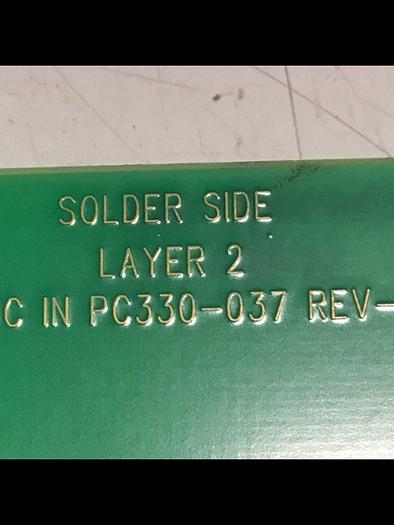 SOLDER SIDE
LAYER 2
C IN PC330-037 REV-